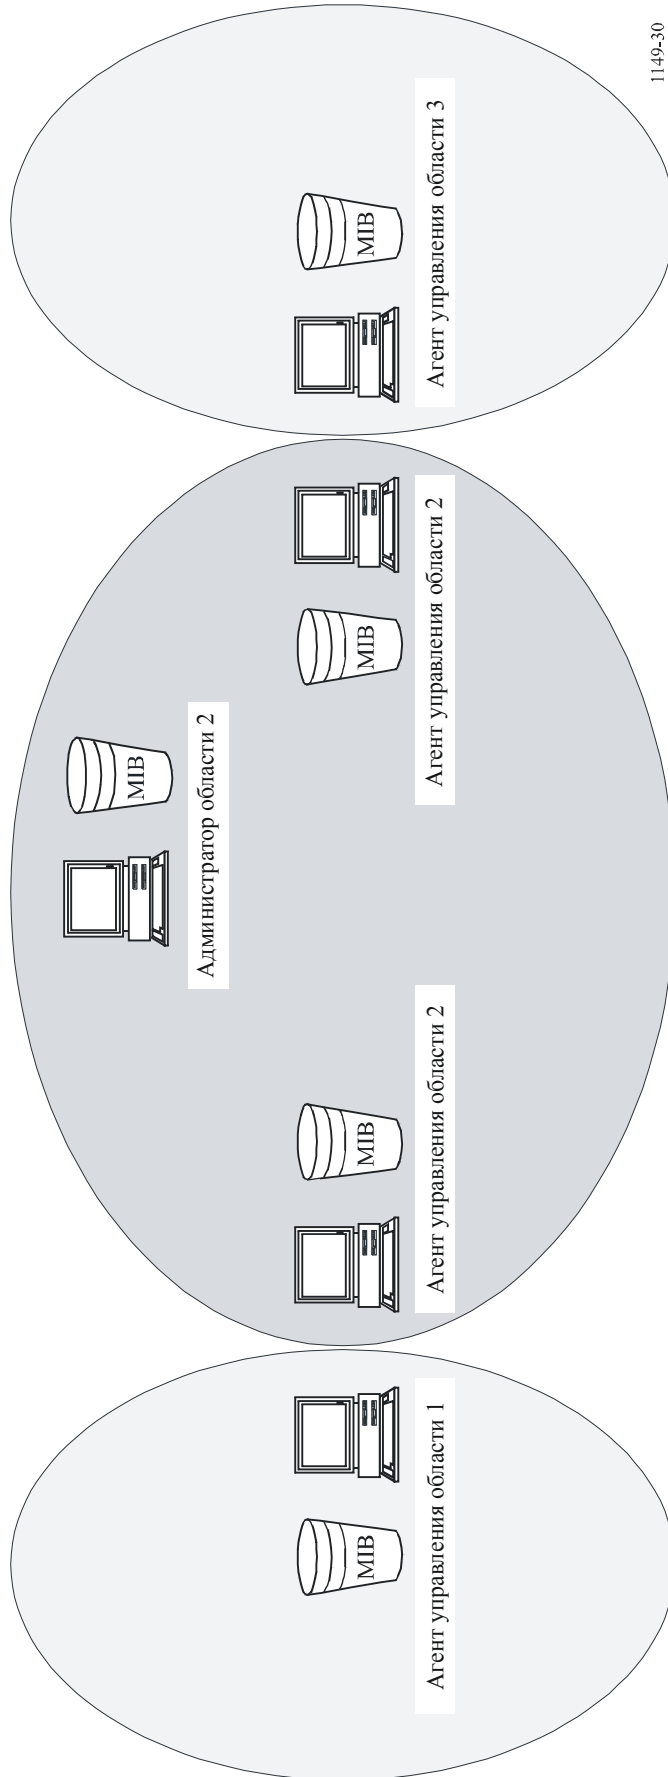 MIB
Администратор области 2
MIB
Агент управления области 1
MIB
Агент управления области 2
MIB
Агент управления области 2
MIB
Агент управления области 3
1149-30